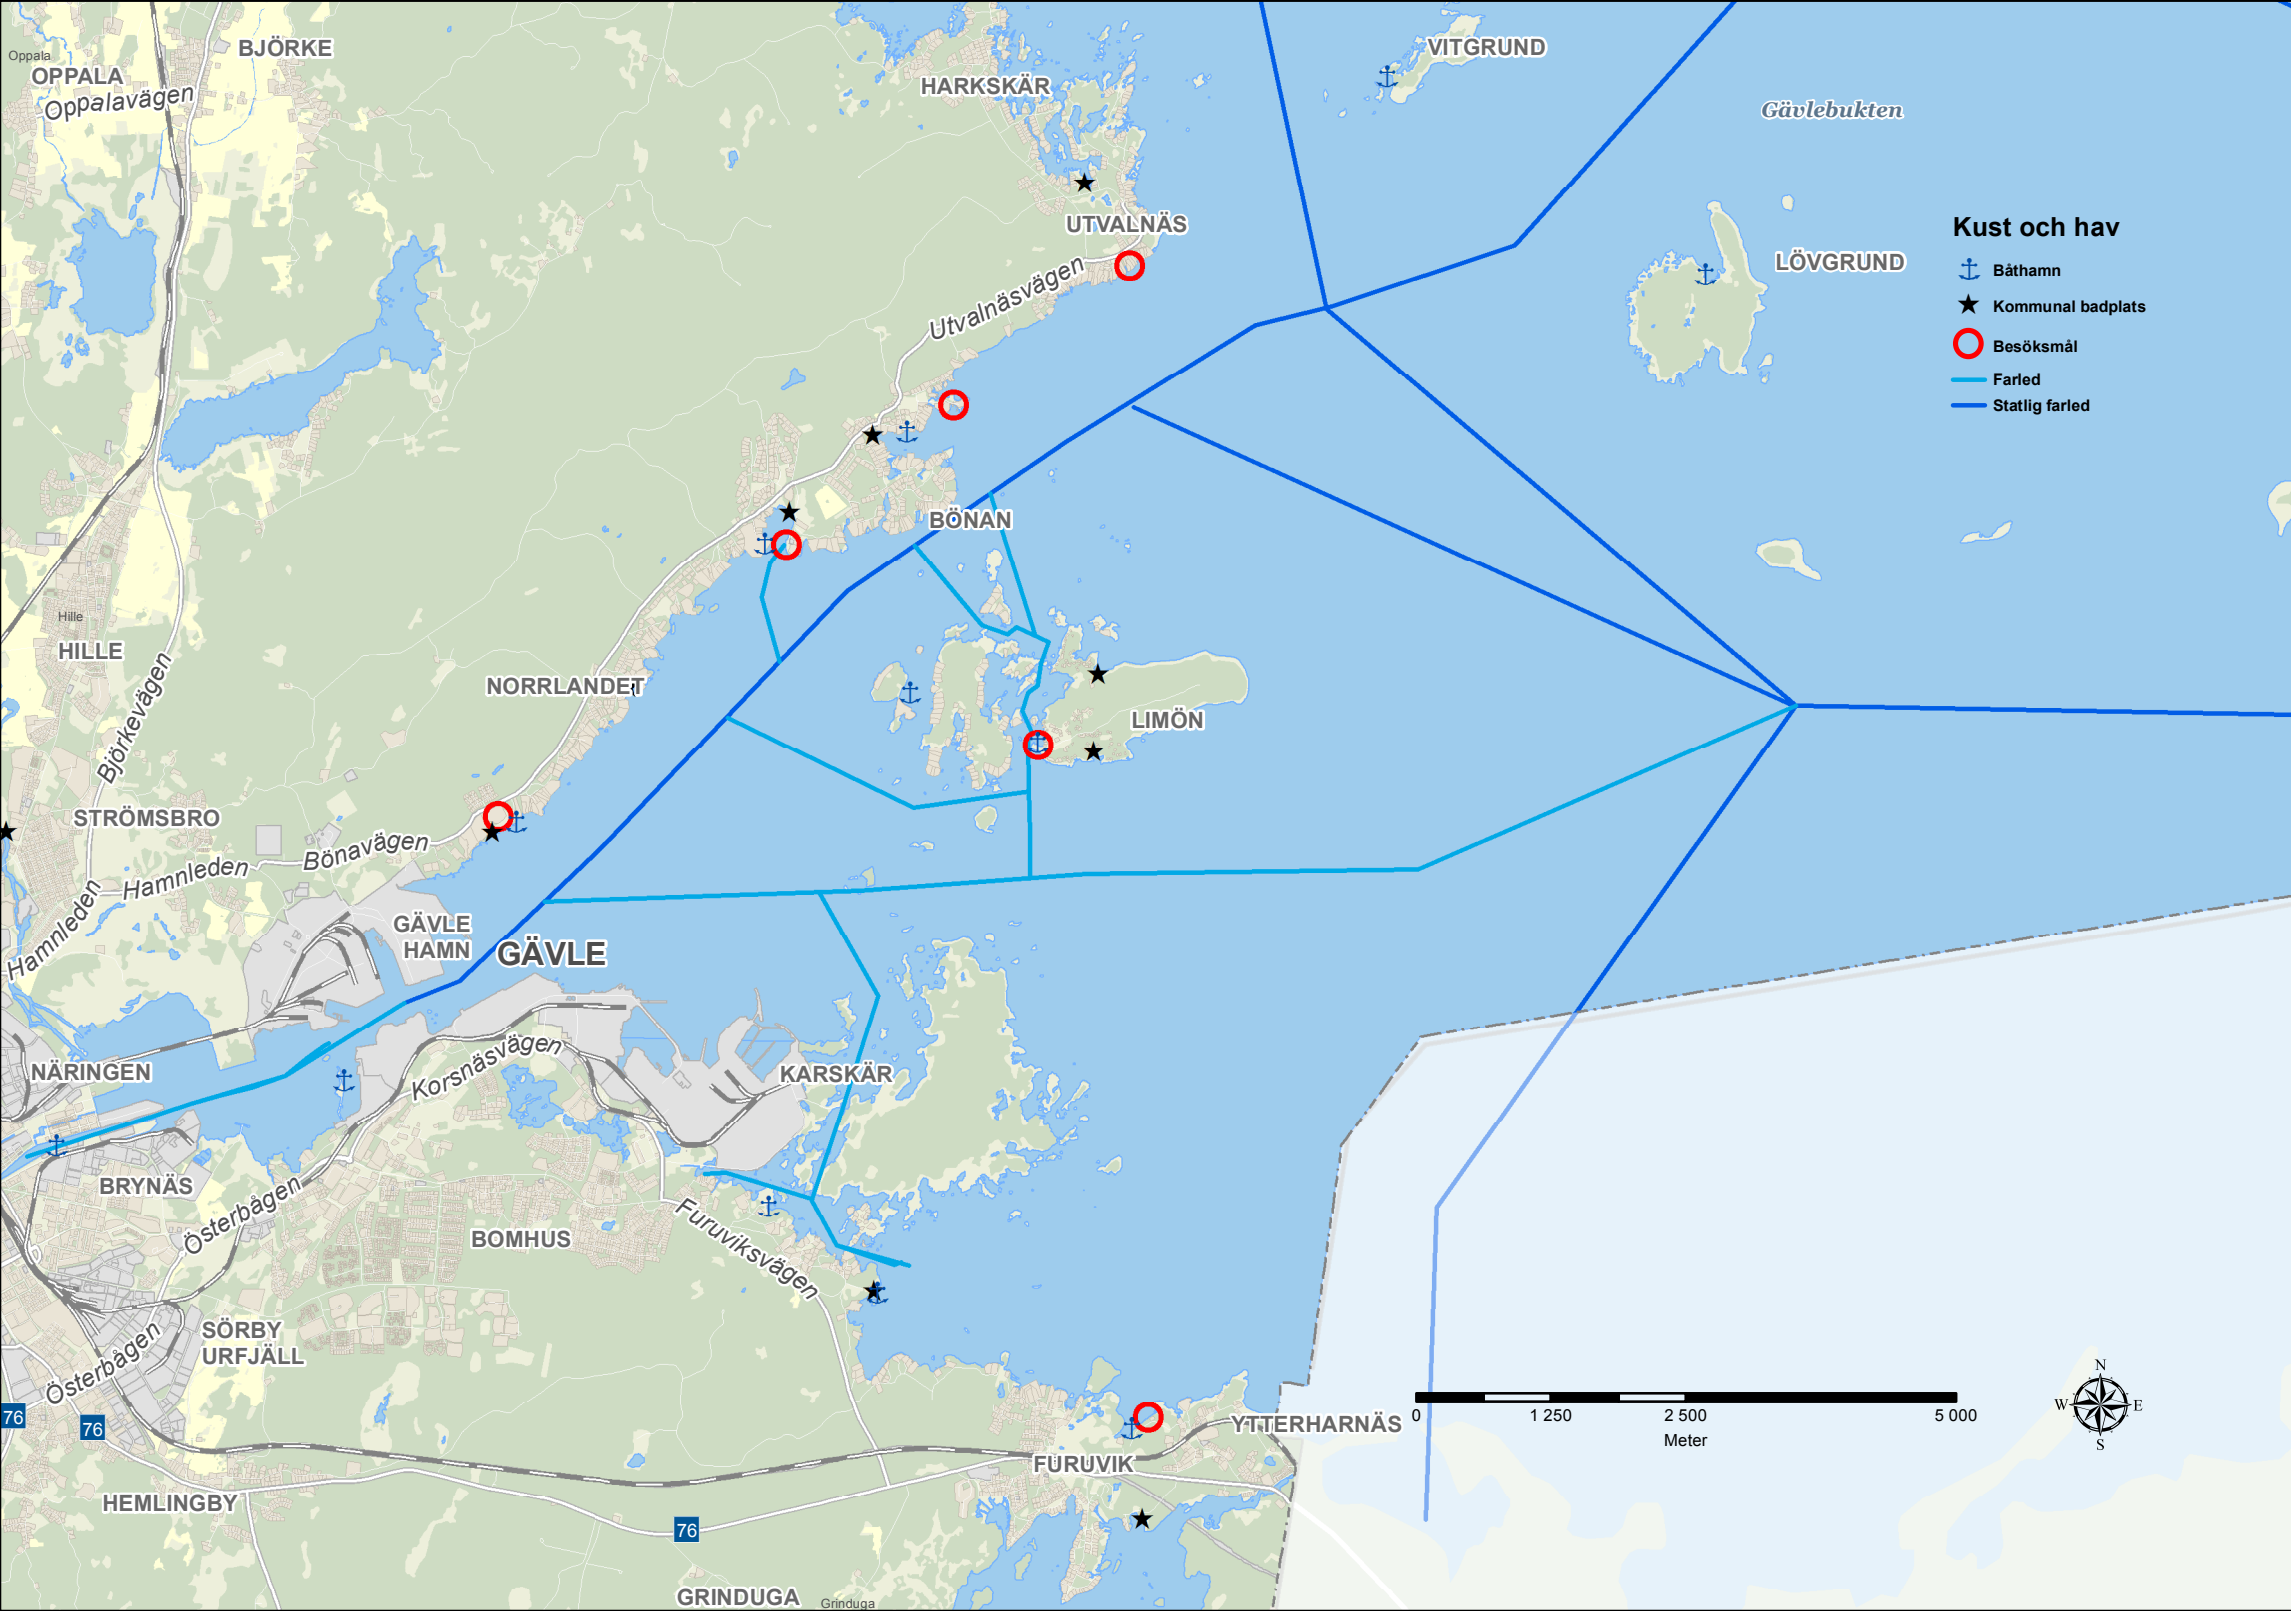 BJÖRKE
Oppala
OPPALA
Oppalavägen
VITGRUND
HARKSKÄR
Gävlebukten
UTVALNÄS
Utvalnäsvägen
LÖVGRUND
Kust och hav
Båthamn
Kommunal badplats
Besöksmål
Farled
Statlig farled
BÖNAN
Hille
HILLE
Björkevägen
NORRLANDET
LIMÖN
STRÖMSBRO
Bönavägen
Hamnleden
Hamnleden
GÄVLE
HAMN
GÄVLE
NÄRINGEN
Korsnäsvägen
KARSKÄR
BRYNÄS
Österbågen
BOMHUS
Furuviksvägen
SÖRBY
URFJÄLL
Österbågen
76
76
FURUVIK
YTTERHARNÄS
0
1 250
2 500
5 000
Meter
N
W
E
S
HEMLINGBY
76
GRINDUGA
Grinduga